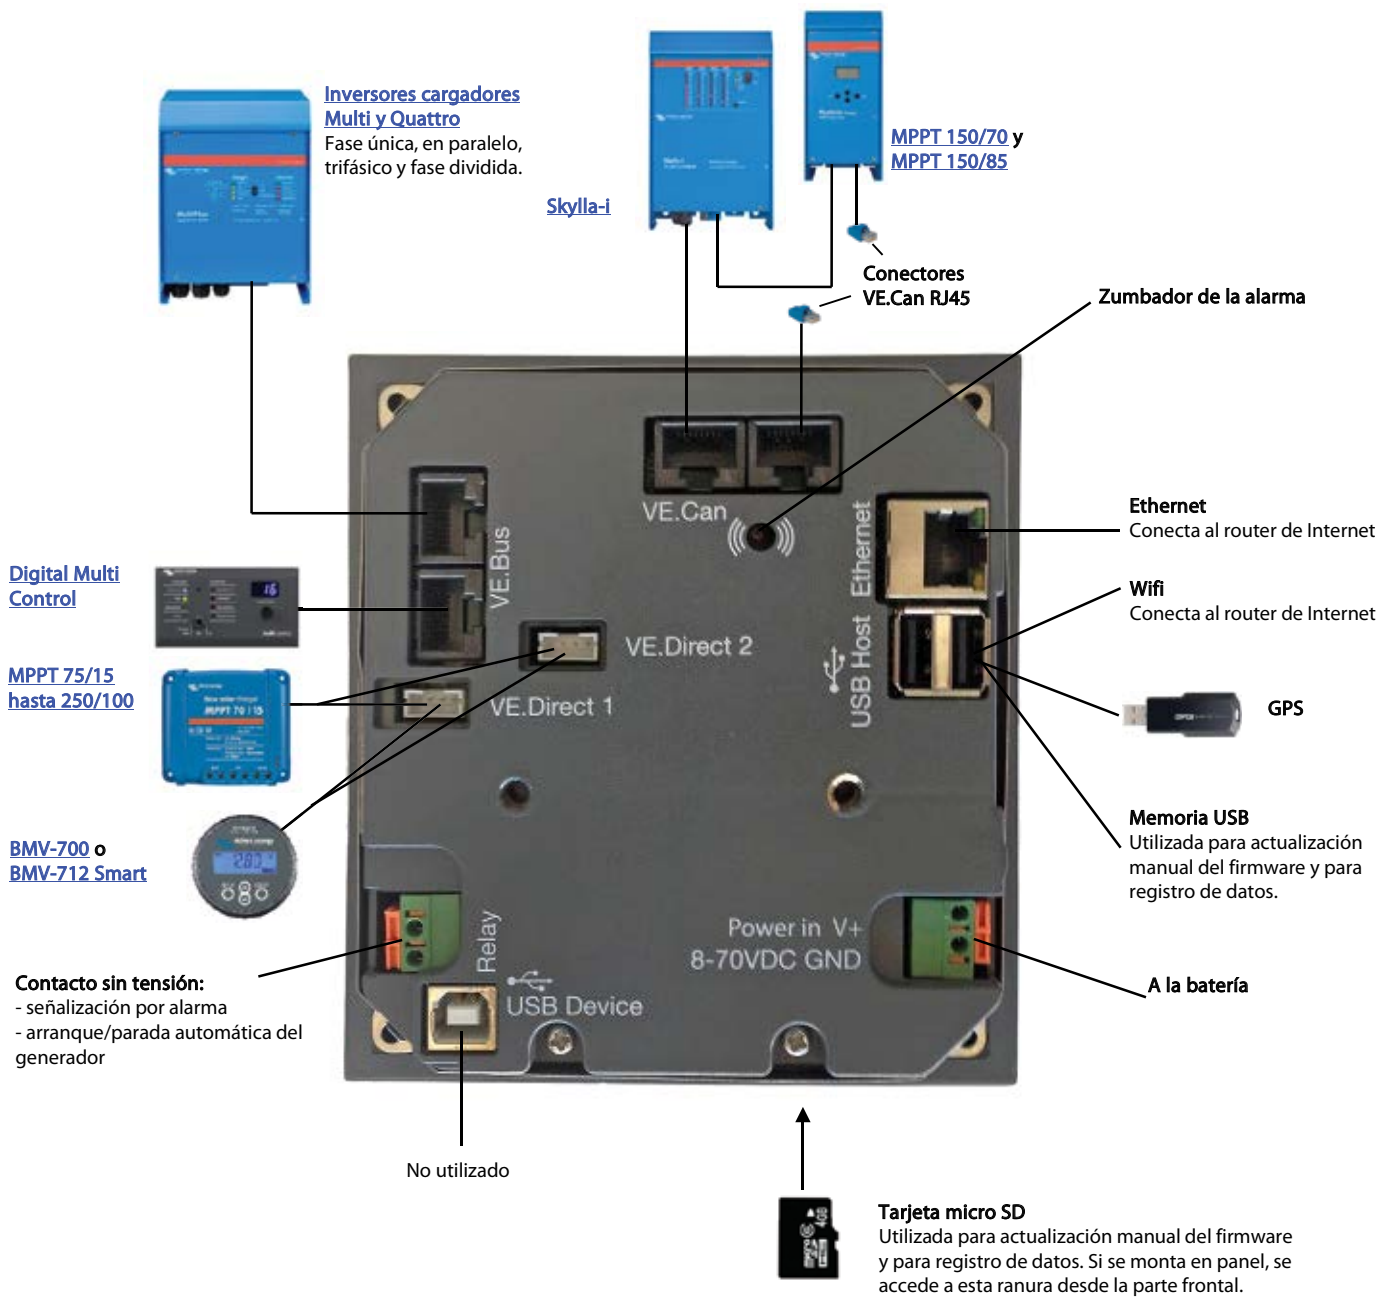 Inversores cargadores
Multi y Quattro
Fase única, en paralelo,
trifásico y fase dividida.
MPPT 150/70 y
MPPT 150/85
Skylla-i
Conectores
VE.Can RJ45
Zumbador de la alarma
VE.Can
VE.Bus
Ethernet
Ethernet
Conecta al router de Internet
Digital Multi
Control
16
Wifi
Conecta al router de Internet
USB Host
VE.Direct 2
MPPT 75/15
hasta 250/100
MPPT 70 | 15
VE.Direct 1
GPS
BMV-700 o
BMV-712 Smart
Memoria USB
Utilizada para actualización
manual del firmware y para
registro de datos.
Relay
Power in V+
8-70VDC GND
Contacto sin tensión:
- señalización por alarma
- arranque/parada automática del
generador
A la batería
USB Device
No utilizado
4GB
Tarjeta micro SD
Utilizada para actualización manual del firmware
y para registro de datos. Si se monta en panel, se
accede a esta ranura desde la parte frontal.